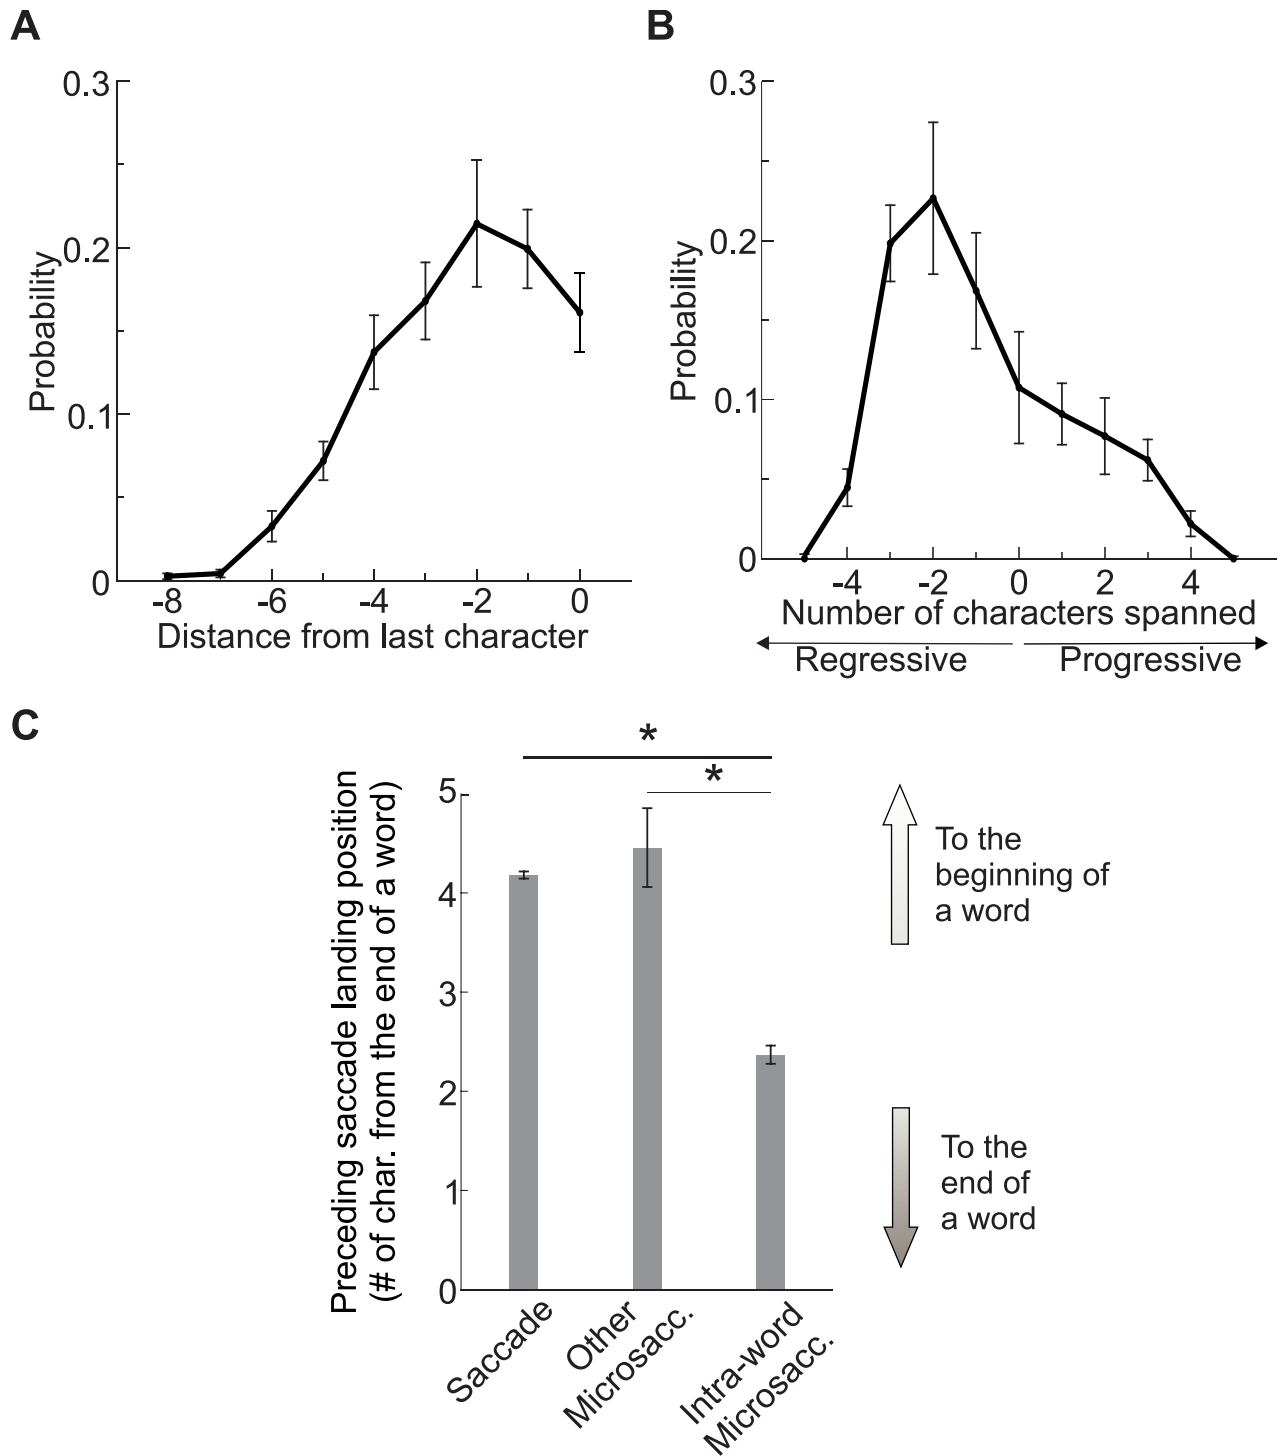 A
0.3
0.2
0.1
0
Probability
-8 -6 -4 -2 0
Distance from last character
B
0.3
0.2
0.1
0
Probability
-4 -2 0 2 4
Number of characters spanned
Regressive Progressive
C
*
*
5
4
3
2
1
0
Preceding saccade landing position
(# of char. from the end of a word)
Saccade
Other
Microsacc.
Intra-word
Microsacc.
To the
beginning of
a word
To the
end of
a word